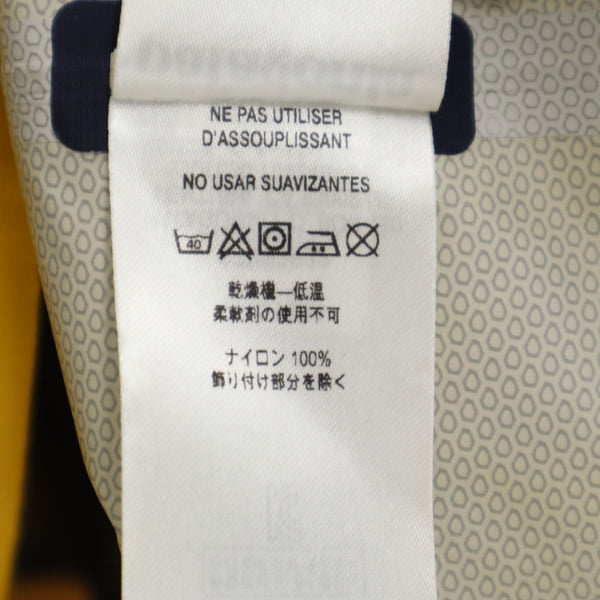 NE PAS UTILISER
D'ASSOUPLISSANT
NO USAR SUAVIZANTES
40
乾燥機—低温
柔軟剤の使用不可
ナイロン 100%
飾り付け部分を除く